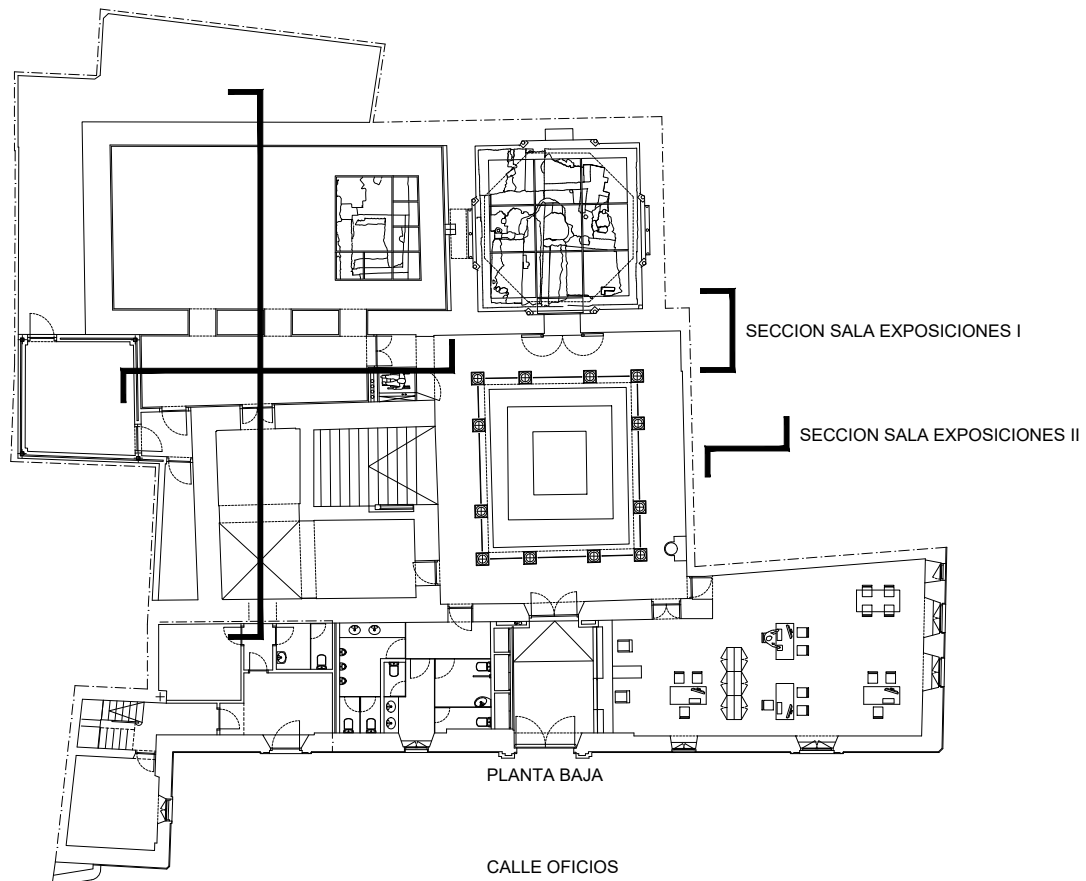 SECCION SALA EXPOSICIONES I
SECCION SALA EXPOSICIONES II
PLANTA BAJA
CALLE OFICIOS